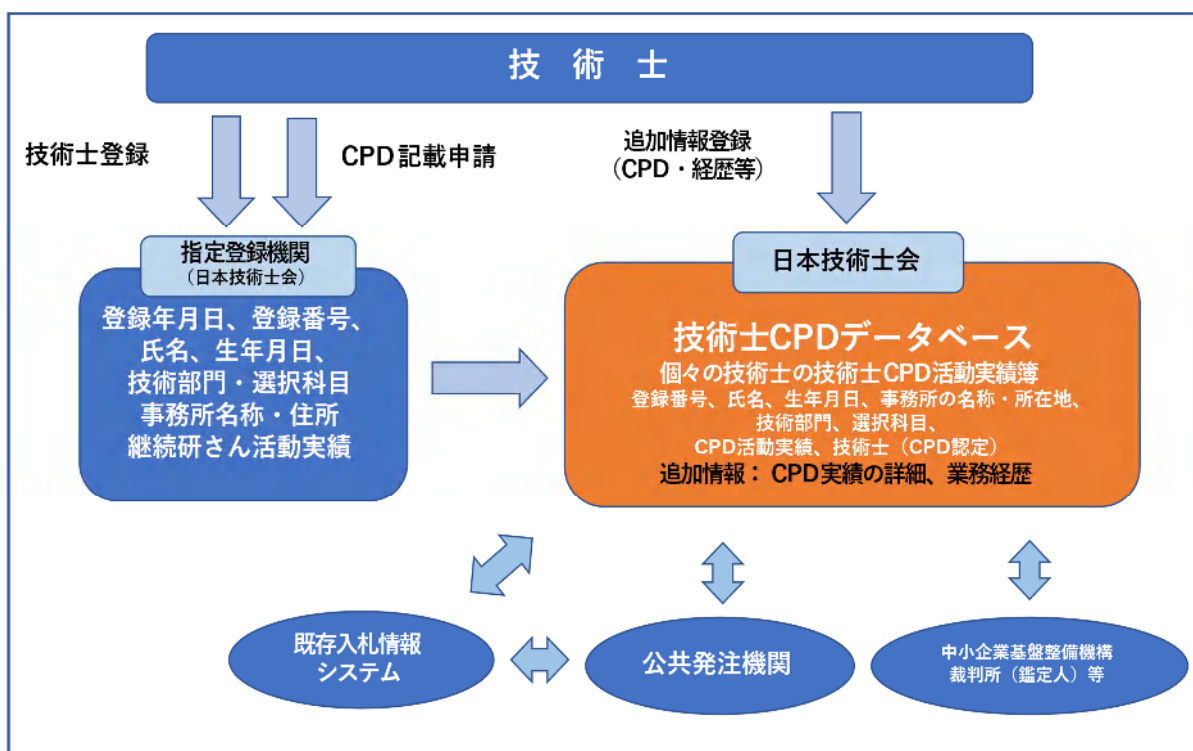 技 術 士
技術士登録
CPD記載申請
追加情報登録
(CPD・経歴等)
指定登録機関
(日本技術士会)
登録年月日、登録番号、
氏名、生年月日、
技術部門・選択科目
事務所名称・住所
継続研さん活動実績
日本技術士会
技術士CPDデータベース
個々の技術士の技術士CPD活動実績簿
登録番号、氏名、生年月日、事務所の名称・所在地、
技術部門、選択科目、
CPD活動実績、技術士(CPD認定)
追加情報: CPD実績の詳細、業務経歴
既存入札情報
システム
公共発注機関
中小企業基盤整備機構
裁判所(鑑定人)等